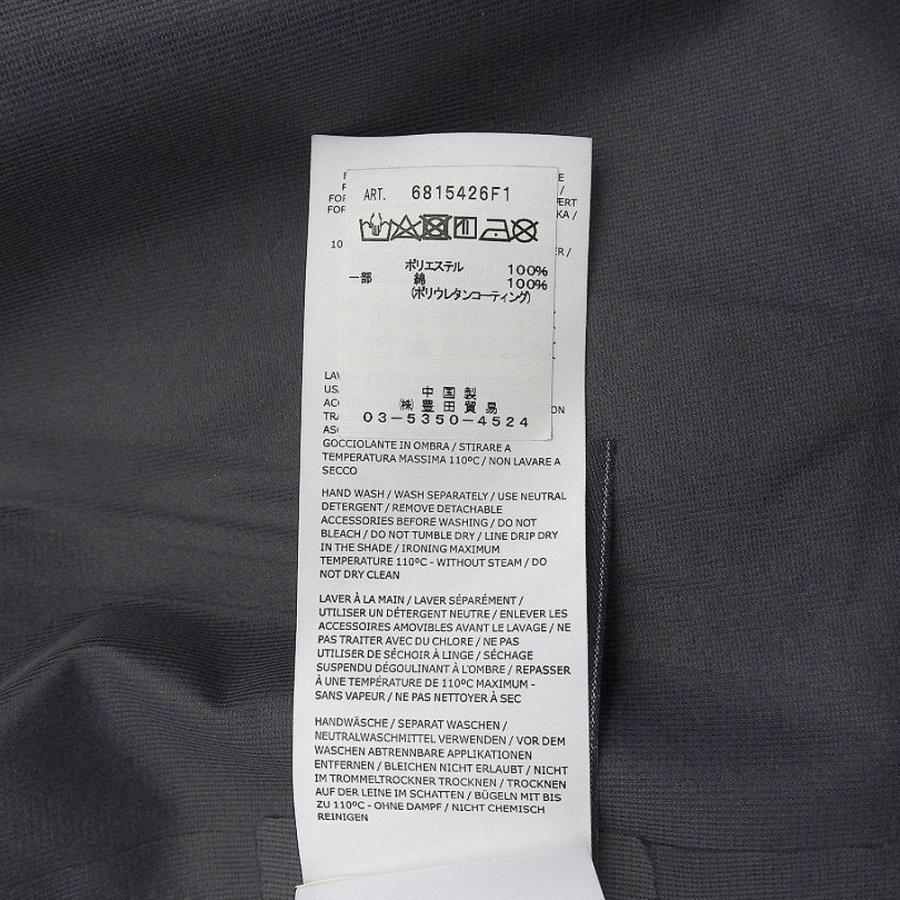 ART. 6815426F1
ポリエステル 100%
一部 綿 100%
(ポリウレタンコーティング)
中国製
㈱豊田貿易
03-5350-4524
GOCCIOLANTE IN OMBRA / STIRARE A
TEMPERATURA MASSIMA 110ºC / NON LAVARE A
SECCO
HAND WASH / WASH SEPARATELY / USE NEUTRAL
DETERGENT / REMOVE DETACHABLE
ACCESSORIES BEFORE WASHING / DO NOT
BLEACH / DO NOT TUMBLE DRY / LINE DRIP DRY
IN THE SHADE / IRONING MAXIMUM
TEMPERATURE 110ºC - WITHOUT STEAM / DO
NOT DRY CLEAN
LAVER À LA MAIN / LAVER SÉPARÉMENT /
UTILISER UN DÉTERGENT NEUTRE / ENLEVER LES
ACCESSOIRES AMOVIBLES AVANT LE LAVAGE / NE
PAS TRAITER AVEC DU CHLORE / NE PAS
UTILISER DE SÉCHOIR À LINGE / SÉCHAGE
SUSPENDU DÉGOULINANT À L'OMBRE / REPASSER
À UNE TEMPÉRATURE DE 110ºC MAXIMUM -
SANS VAPEUR / NE PAS NETTOYER À SEC
HANDWÄSCHE / SEPARAT WASCHEN /
NEUTRALWASCHMITTEL VERWENDEN / VOR DEM
WASCHEN ABTRENNBARE APPLIKATIONEN
ENTFERNEN / BLEICHEN NICHT ERLAUBT / NICHT
IM TROMMELTROCKNER TROCKNEN / TROCKNEN
AUF DER LEINE IM SCHATTEN / BÜGELN MIT BIS
ZU 110ºC - OHNE DAMPF / NICHT CHEMISCH
REINIGEN